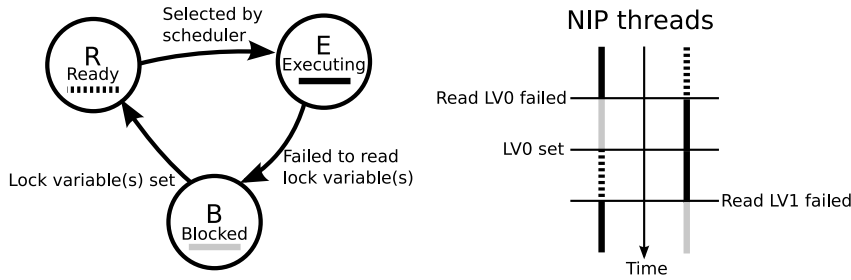 Selected by
scheduler
R
Ready
E
Executing
Failed to read
lock variable(s)
Lock variable(s) set
B
Blocked
NIP threads
Read LV0 failed
LV0 set
Read LV1 failed
Time